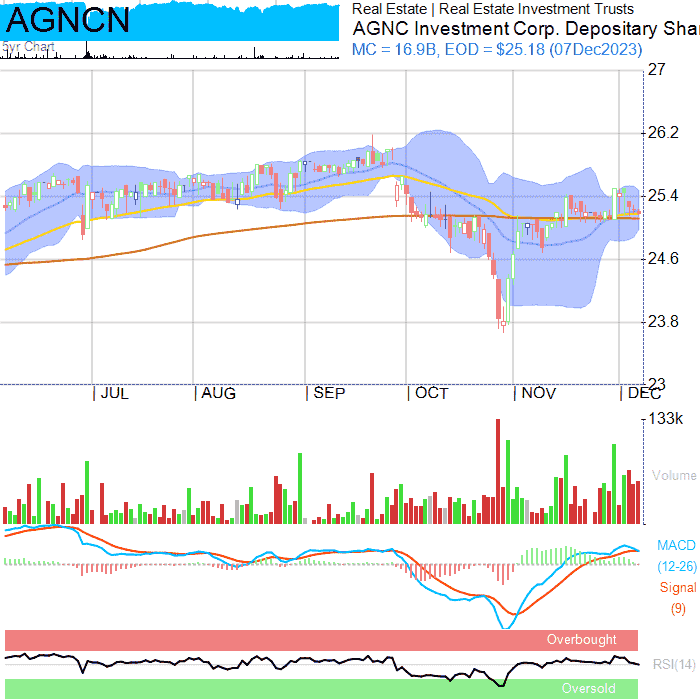 AGNCN
5yr Chart
Real Estate | Real Estate Investment Trusts
AGNC Investment Corp. Depositary Shar
MC = 16.9B, EOD = $25.18 (07Dec2023)
27
26.2
25.4
24.6
23.8
23
JUL AUG SEP OCT NOV DEC
133k
Volume
MACD
(12-26)
Signal
(9)
Overbought
RSI(14)
Oversold